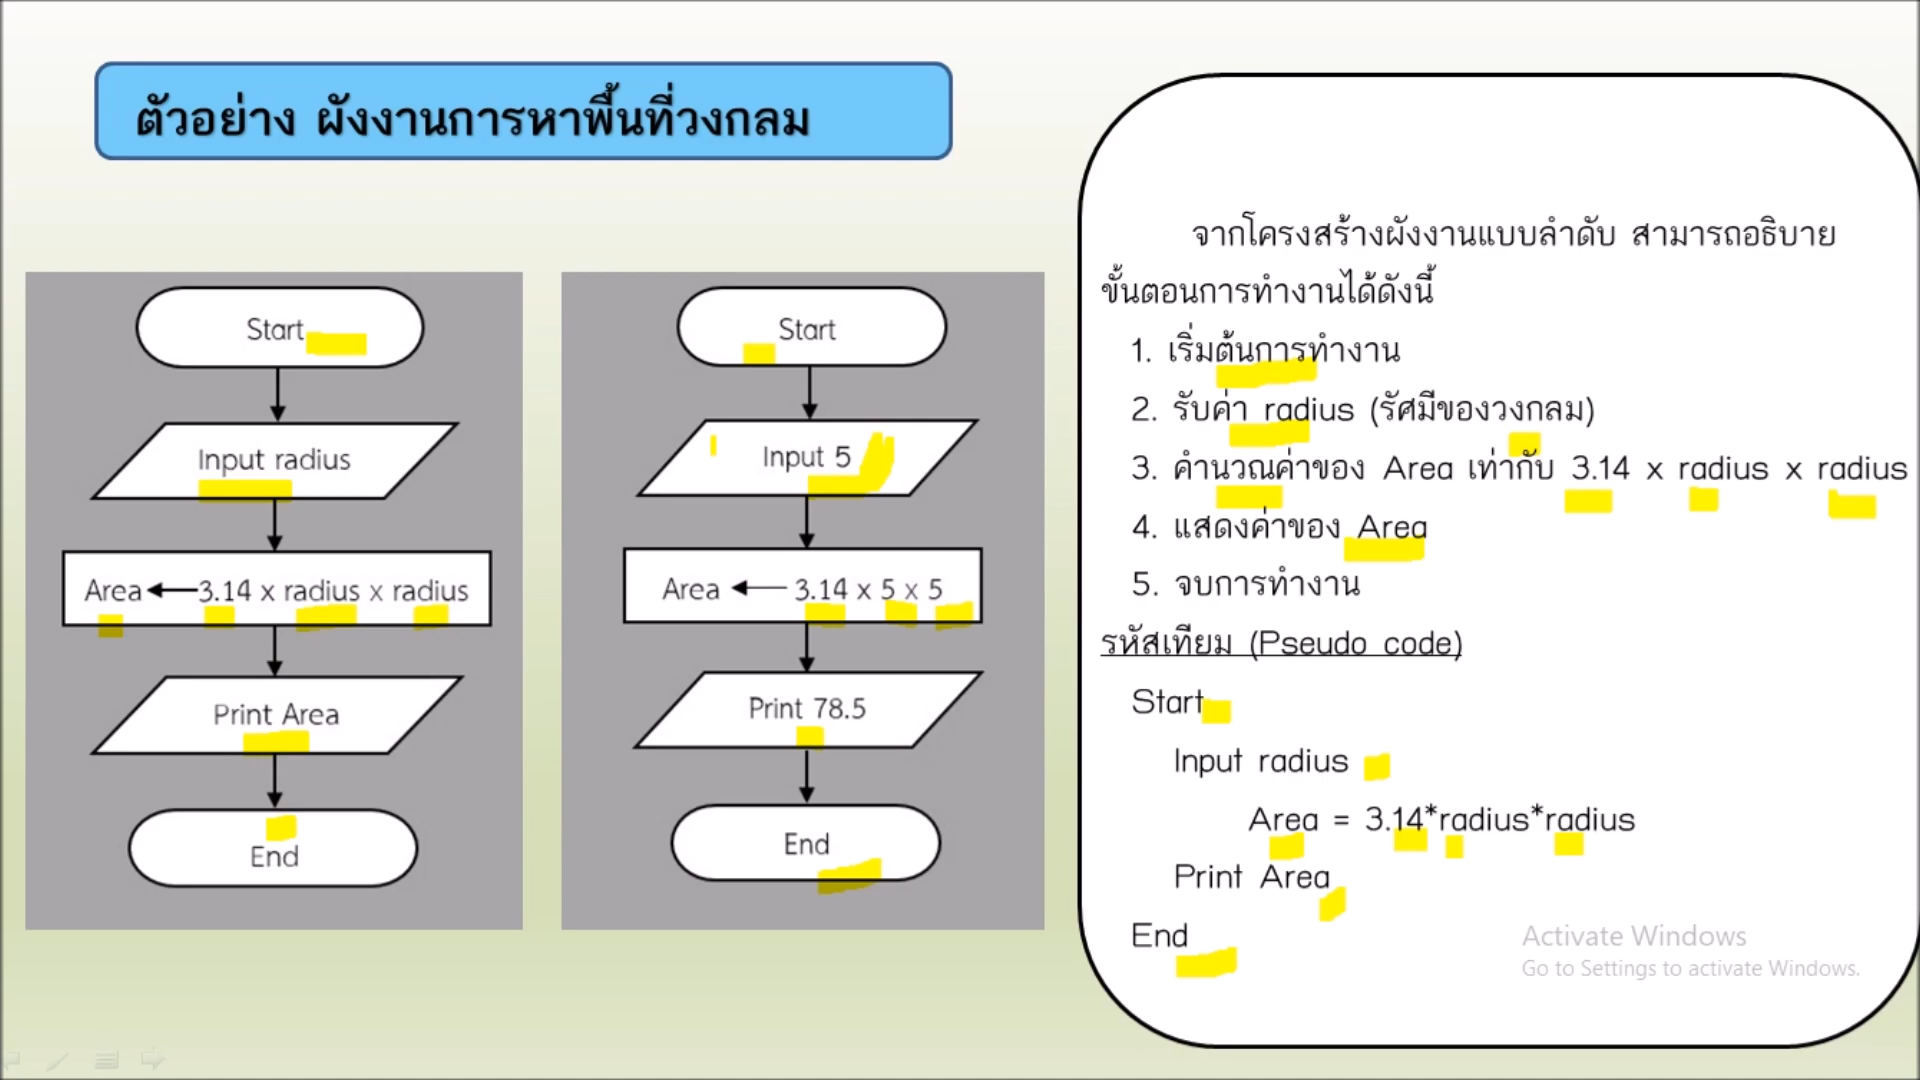 ตัวอย่าง ผังงานการหาพื้นที่วงกลม
Start
Input radius
Area 3.14 x radius x radius
Print Area
End
Start
Input 5
Area 3.14 x 5 x 5
Print 78.5
End
จากโครงสร้างผังงานแบบลำดับ สามารถอธิบาย
ขั้นตอนการทำงานได้ดังนี้
1. เริ่มต้นการทำงาน
2. รับค่า radius (รัศมีของวงกลม)
3. คำนวณค่าของ Area เท่ากับ 3.14 x radius x radius
4. แสดงค่าของ Area
5. จบการทำงาน
รหัสเทียม (Pseudo code)
Start
Input radius
Area = 3.14*radius*radius
Print Area
End
Activate Windows
Go to Settings to activate Windows.